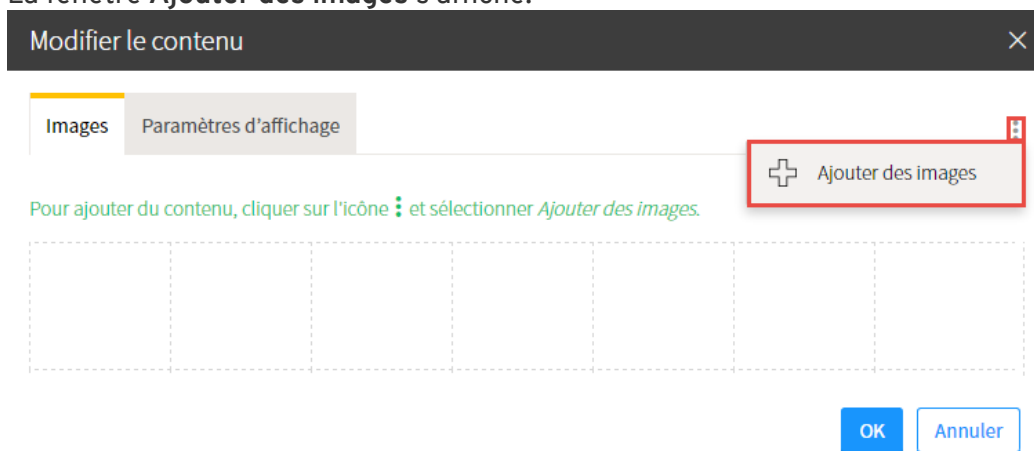 La fenêtre Ajouter des images s'affiche.
Modifier le contenu
Images Paramètres d'affichage
Ajouter des images
Pour ajouter du contenu, cliquer sur l'icône et sélectionner Ajouter des images.
OK Annuler